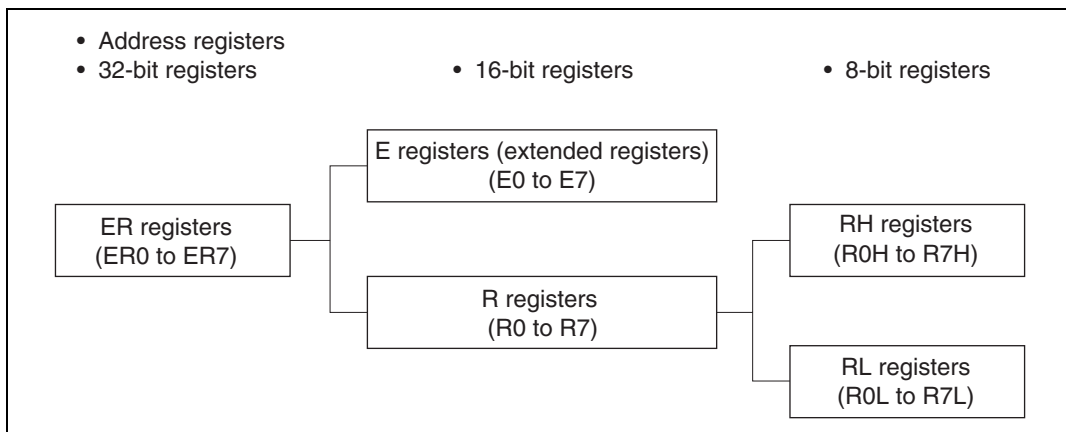 • Address registers
• 32-bit registers
• 16-bit registers
• 8-bit registers
E registers (extended registers)
(E0 to E7)
ER registers
(ER0 to ER7)
RH registers
(R0H to R7H)
R registers
(R0 to R7)
RL registers
(R0L to R7L)